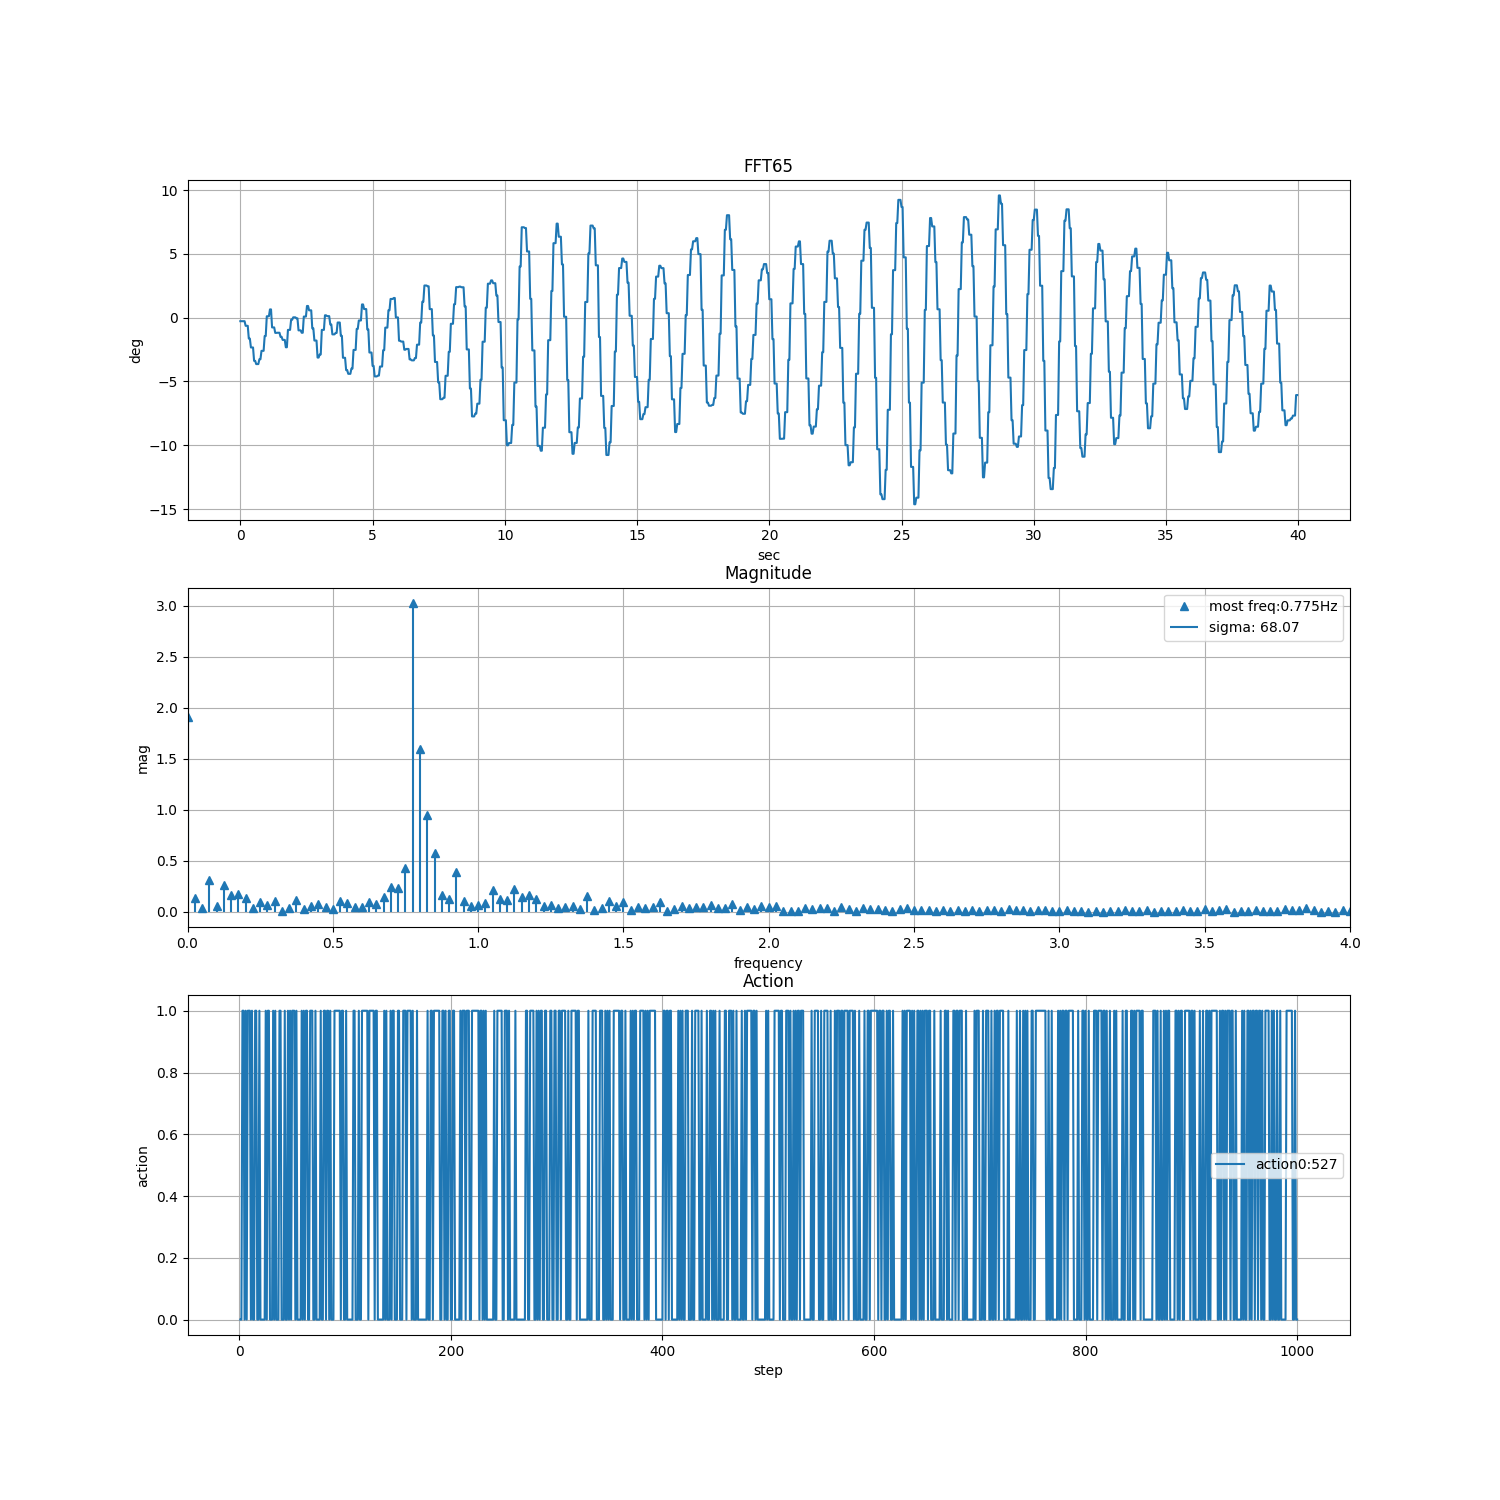 FFT65
10
5
0
−5
−10
−15
deg
0 5 10 15 20 25 30 35 40
sec
Magnitude
most freq:0.775Hz
sigma: 68.07
3.0
2.5
2.0
1.5
1.0
0.5
0.0
mag
0.0 0.5 1.0 1.5 2.0 2.5 3.0 3.5 4.0
frequency
Action
1.0
0.8
0.6
0.4
0.2
0.0
action
action0:527
0 200 400 600 800 1000
step